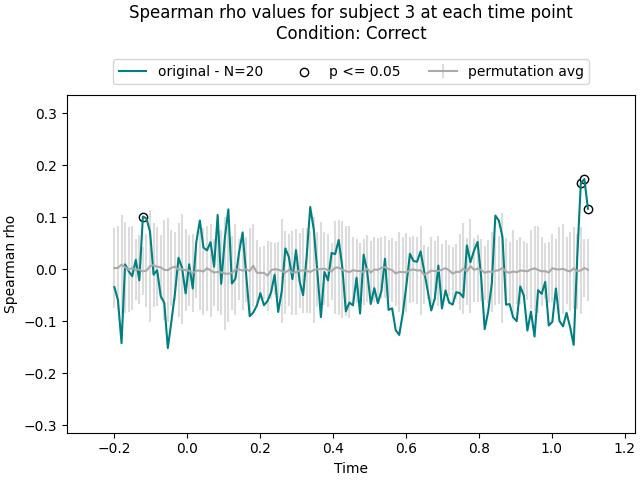 Spearman rho values for subject 3 at each time point
Condition: Correct
original - N=20 p <= 0.05 permutation avg
0.3
0.2
0.1
0.0
−0.1
−0.2
−0.3
Spearman rho
−0.2 0.0 0.2 0.4 0.6 0.8 1.0 1.2
Time